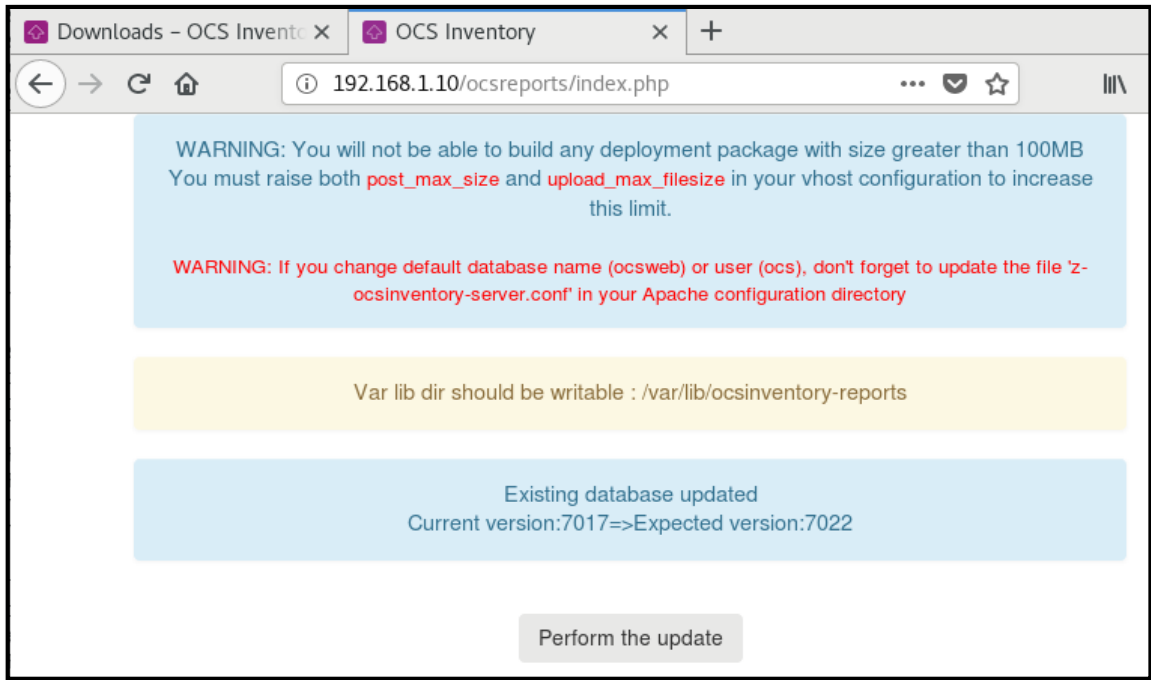 Downloads – OCS Invento
OCS Inventory
192.168.1.10/ocsreports/index.php
WARNING: You will not be able to build any deployment package with size greater than 100MB
You must raise both post_max_size and upload_max_filesize in your vhost configuration to increase
this limit.
WARNING: If you change default database name (ocsweb) or user (ocs), don't forget to update the file 'z-
ocsinventory-server.conf' in your Apache configuration directory
Var lib dir should be writable : /var/lib/ocsinventory-reports
Existing database updated
Current version:7017=>Expected version:7022
Perform the update